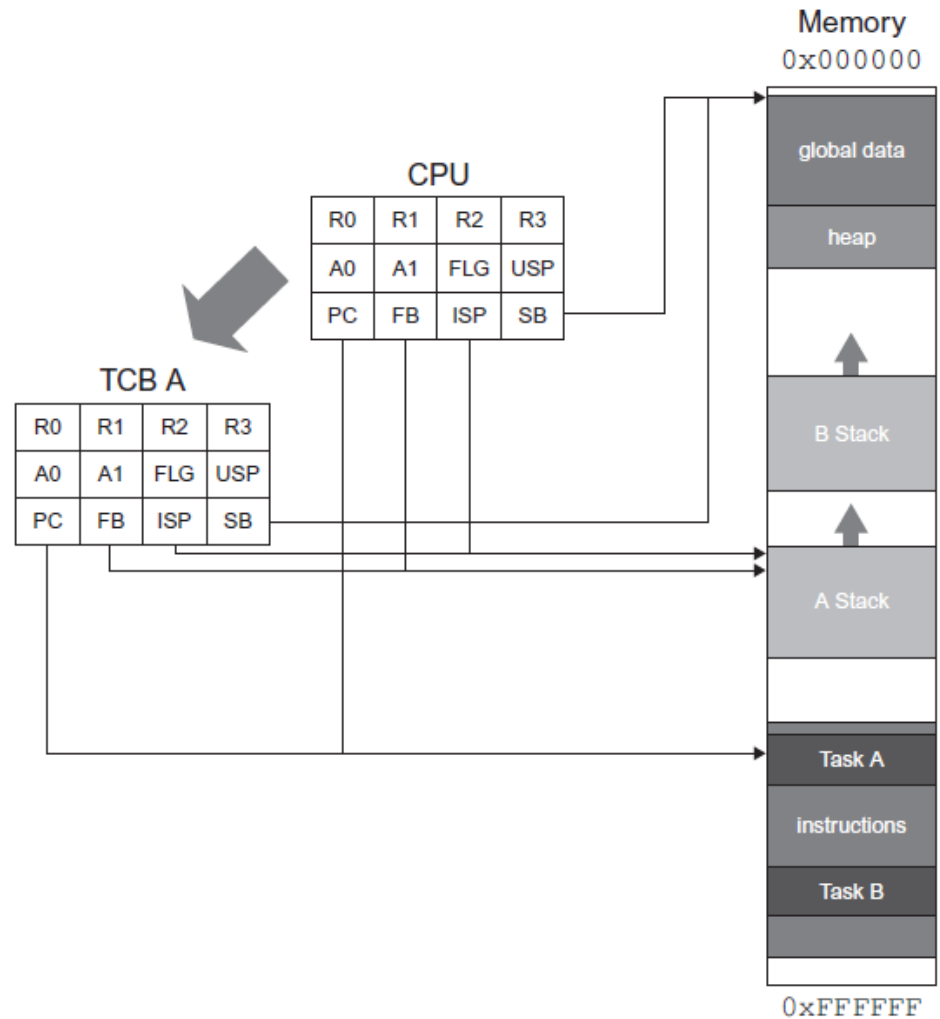 Memory
0x000000
global data
heap
B Stack
A Stack
Task A
instructions
Task B
0xFFFFFF
CPU
R0 R1 R2 R3
A0 A1 FLG USP
PC FB ISP SB
TCB A
R0 R1 R2 R3
A0 A1 FLG USP
PC FB ISP SB